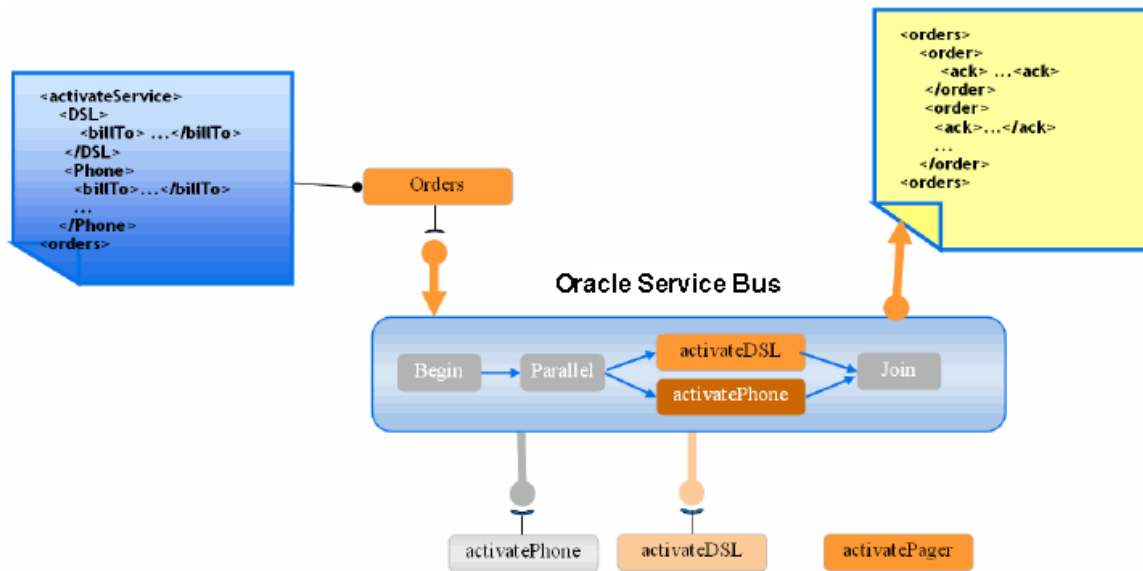 <activateService>
<DSL>
<billTo> ...</billTo>
</DSL>
<Phone>
<billTo>...</billTo>
...
</Phone>
<orders>
Orders
<orders>
<order>
<ack> ...<ack>
</order>
<order>
<ack>...</ack>
...
</order>
<orders>
Oracle Service Bus
Begin
Parallel
activateDSL
activatePhone
Join
activatePhone
activateDSL
activatePager